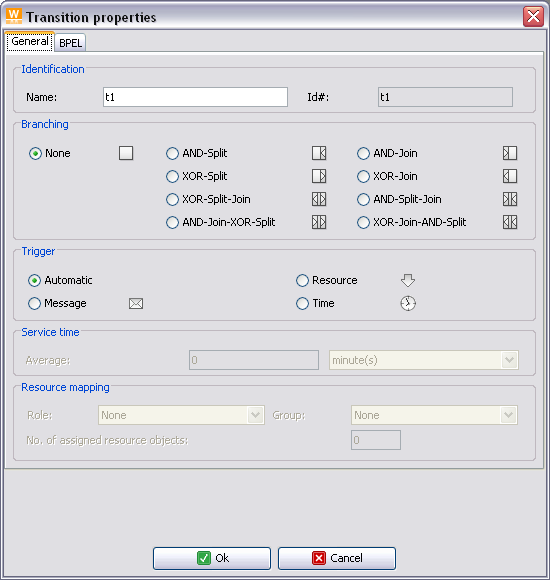 Transition properties
General BPEL
Identification
Name: t1 Id#: t1
Branching
None AND-Split AND-Join
XOR-Split XOR-Join
XOR-Split-Join AND-Split-Join
AND-Join-XOR-Split XOR-Join-AND-Split
Trigger
Automatic Resource
Message Time
Service time
Average: 0 minute(s)
Resource mapping
Role: None Group: None
No. of assigned resource objects: 0
Ok Cancel